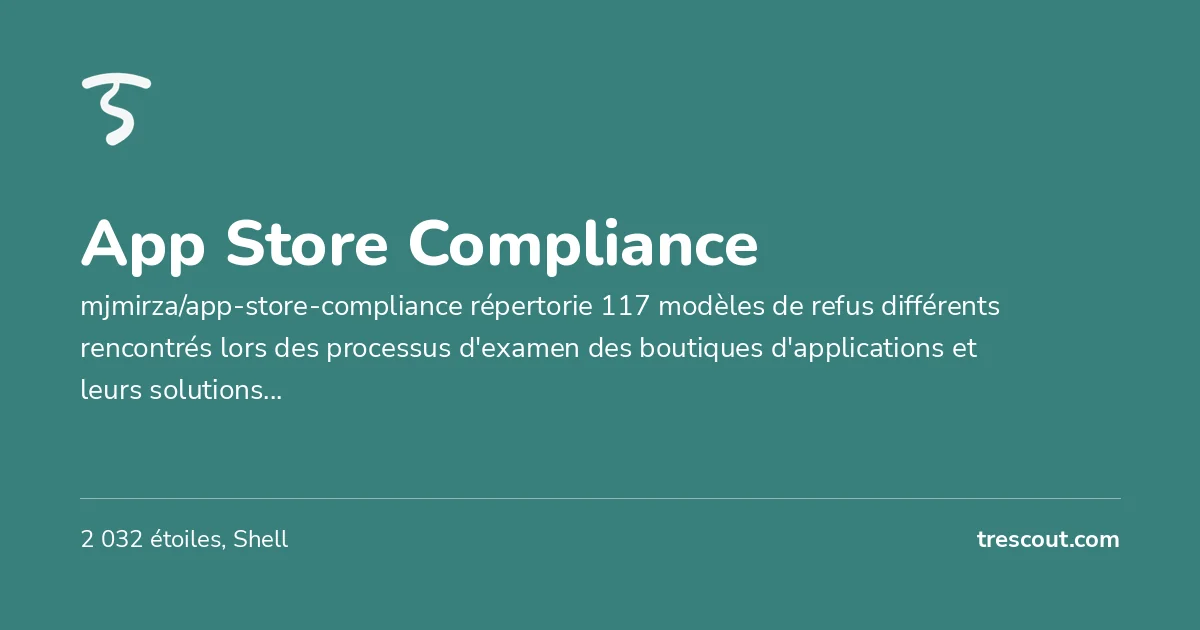 App Store Compliance
mjmirza/app-store-compliance répertorie 117 modèles de refus différents
rencontrés lors des processus d'examen des boutiques d'applications et
leurs solutions...
2 032 étoiles, Shell
trescout.com